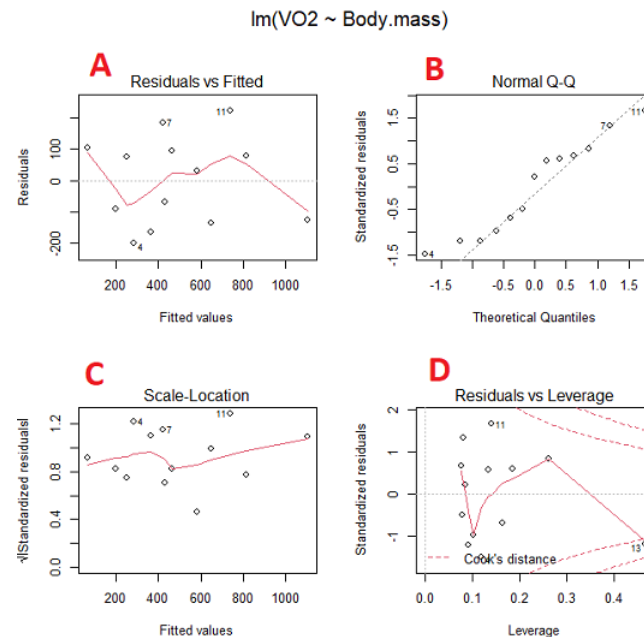 lm(VO2 ~ Body.mass)
A
Residuals vs Fitted
Residuals
100
0
-200
7
11
4
200 400 600 800 1000
Fitted values
B
Normal Q-Q
Standardized residuals
1.5
0.5
-0.5
-1.5
7
11
4
-1.5 -0.5 0.0 0.5 1.0 1.5
Theoretical Quantiles
C
Scale-Location
√|Standardized residuals|
1.2
0.8
0.4
0.0
4
7
11
200 400 600 800 1000
Fitted values
D
Residuals vs Leverage
Standardized residuals
2
1
0
-1
11
13
4
Cook's distance
0.0 0.1 0.2 0.3 0.4
Leverage